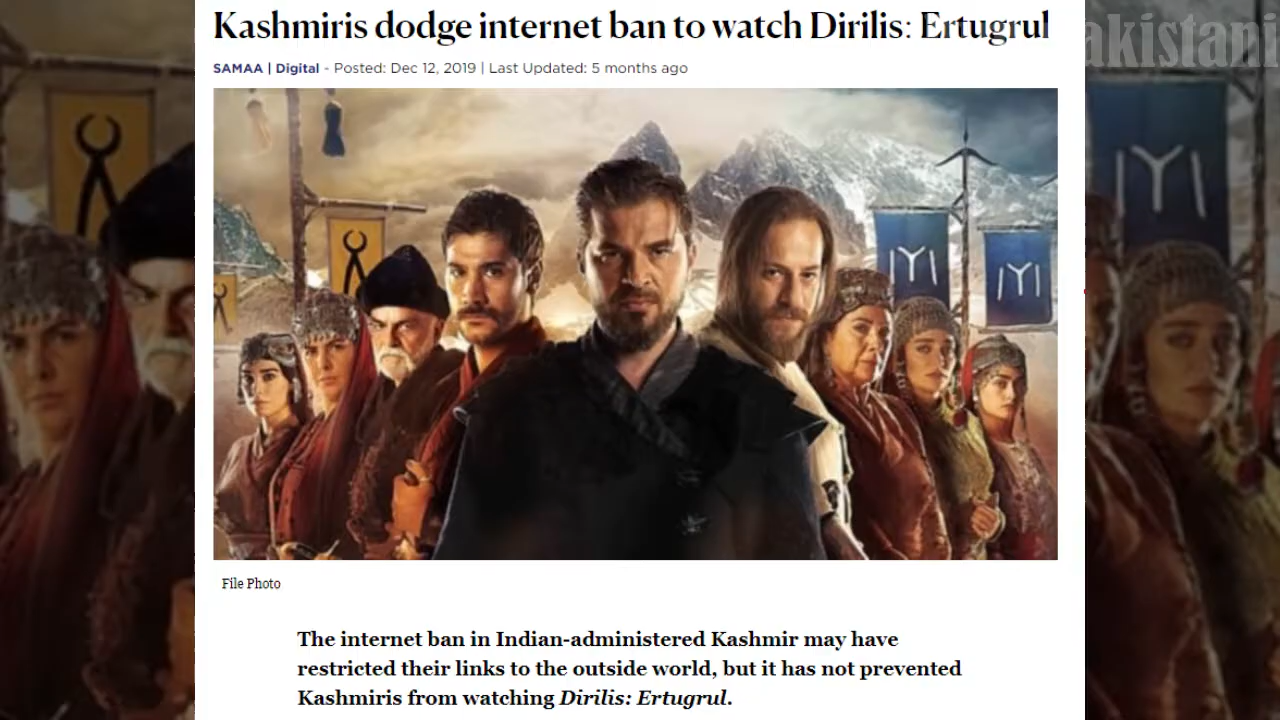 Kashmiris dodge internet ban to watch Dirilis: Ertugrul
SAMAA | Digital - Posted: Dec 12, 2019 | Last Updated: 5 months ago
akistani
File Photo
The internet ban in Indian-administered Kashmir may have
restricted their links to the outside world, but it has not prevented
Kashmiris from watching Dirilis: Ertugrul.